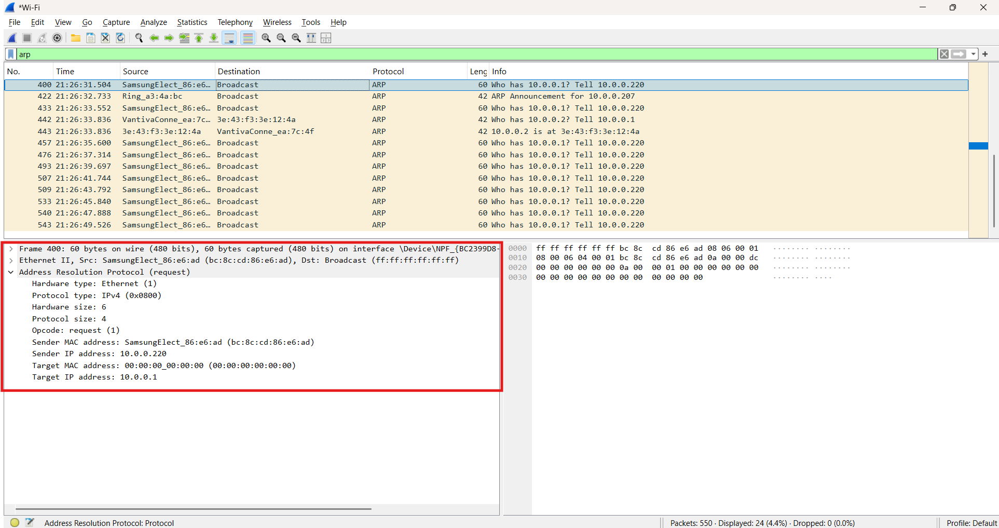 *Wi-Fi
File Edit View Go Capture Analyze Statistics Telephony Wireless Tools Help
arp
No. Time Source Destination Protocol Leng Info
400 21:26:31.504 SamsungElect_86:e6… Broadcast ARP 60 Who has 10.0.0.1? Tell 10.0.0.220
422 21:26:32.733 Ring_a3:4a:bc Broadcast ARP 42 ARP Announcement for 10.0.0.207
433 21:26:33.552 SamsungElect_86:e6… Broadcast ARP 60 Who has 10.0.0.1? Tell 10.0.0.220
442 21:26:33.836 VantivaConne_ea:7c… 3e:43:f3:3e:12:4a ARP 42 Who has 10.0.0.2? Tell 10.0.0.1
443 21:26:33.836 3e:43:f3:3e:12:4a VantivaConne_ea:7c:4f ARP 42 10.0.0.2 is at 3e:43:f3:3e:12:4a
457 21:26:35.600 SamsungElect_86:e6… Broadcast ARP 60 Who has 10.0.0.1? Tell 10.0.0.220
476 21:26:37.314 SamsungElect_86:e6… Broadcast ARP 60 Who has 10.0.0.1? Tell 10.0.0.220
493 21:26:39.697 SamsungElect_86:e6… Broadcast ARP 60 Who has 10.0.0.1? Tell 10.0.0.220
507 21:26:41.744 SamsungElect_86:e6… Broadcast ARP 60 Who has 10.0.0.1? Tell 10.0.0.220
509 21:26:43.792 SamsungElect_86:e6… Broadcast ARP 60 Who has 10.0.0.1? Tell 10.0.0.220
533 21:26:45.840 SamsungElect_86:e6… Broadcast ARP 60 Who has 10.0.0.1? Tell 10.0.0.220
540 21:26:47.888 SamsungElect_86:e6… Broadcast ARP 60 Who has 10.0.0.1? Tell 10.0.0.220
543 21:26:49.526 SamsungElect_86:e6… Broadcast ARP 60 Who has 10.0.0.1? Tell 10.0.0.220
Frame 400: 60 bytes on wire (480 bits), 60 bytes captured (480 bits) on interface \Device\NPF_{BC2399D8-
Ethernet II, Src: SamsungElect_86:e6:ad (bc:8c:cd:86:e6:ad), Dst: Broadcast (ff:ff:ff:ff:ff:ff)
Address Resolution Protocol (request)
Hardware type: Ethernet (1)
Protocol type: IPv4 (0x0800)
Hardware size: 6
Protocol size: 4
Opcode: request (1)
Sender MAC address: SamsungElect_86:e6:ad (bc:8c:cd:86:e6:ad)
Sender IP address: 10.0.0.220
Target MAC address: 00:00:00_00:00:00 (00:00:00:00:00:00)
Target IP address: 10.0.0.1
0000 ff ff ff ff ff ff bc 8c cd 86 e6 ad 08 06 00 01 ········ ········
0010 08 00 06 04 00 01 bc 8c cd 86 e6 ad 0a 00 00 dc ········ ········
0020 00 00 00 00 00 00 0a 00 00 01 00 00 00 00 00 00 ········ ········
0030 00 00 00 00 00 00 00 00 00 00 00 00 ········ ····
Address Resolution Protocol: Protocol
Packets: 550 · Displayed: 24 (4.4%) · Dropped: 0 (0.0%)
Profile: Default